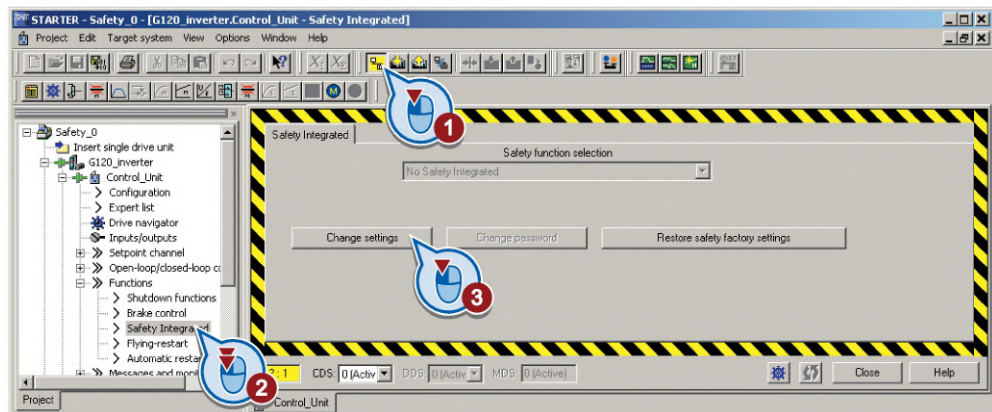 STARTER - Safety_0 - [G120_inverter.Control_Unit - Safety Integrated]
Project Edit Target system View Options Window Help
1
Safety_0
Insert single drive unit
G120_inverter
Control_Unit
Configuration
Expert list
Drive navigator
Inputs/outputs
Setpoint channel
Open-loop/closed-loop co
Functions
Shutdown functions
Brake control
Safety Integrated
Flying-restart
Automatic resta
Messages and moni
2
Project
Safety Integrated
Safety function selection
No Safety Integrated
Change settings
Change password
Restore safety factory settings
3
CDS: 0 (Activ
DDS: 0 (Activ
MDS: 0 (Active)
Close
Help
Control_Unit